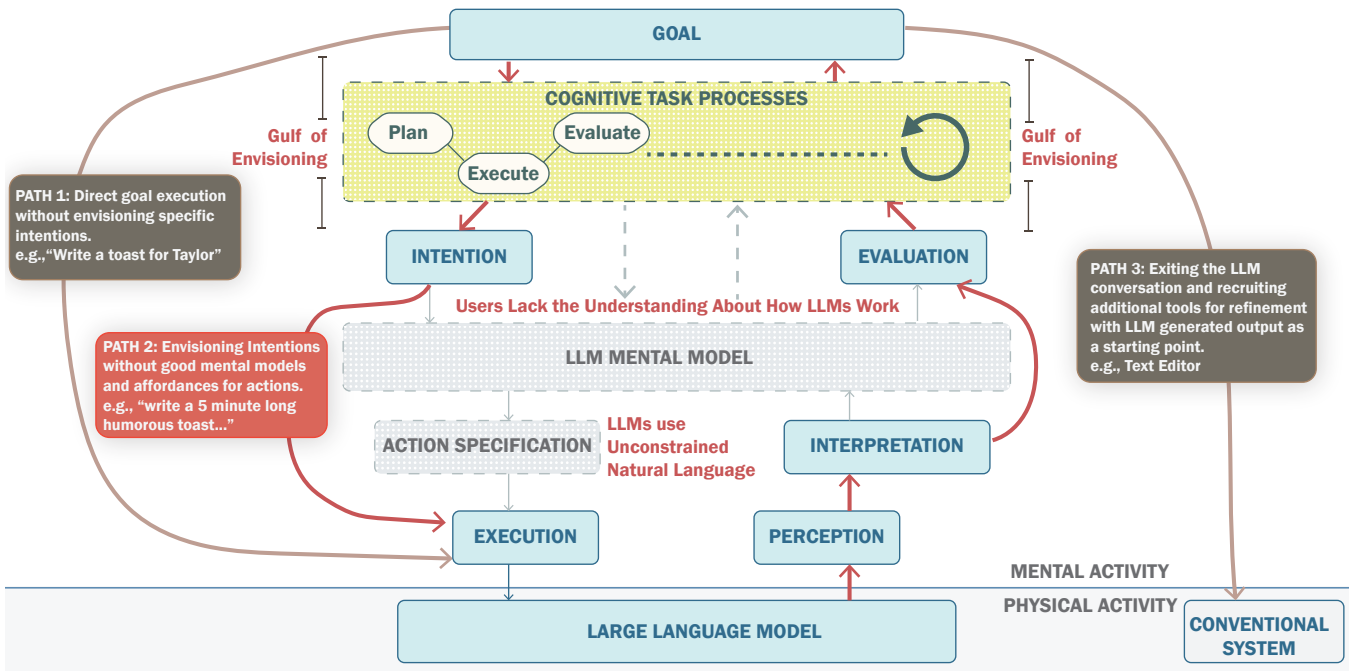 GOAL
COGNITIVE TASK PROCESSES
Plan
Evaluate
Execute
Gulf of
Envisioning
Gulf of
Envisioning
PATH 1: Direct goal execution
without envisioning specific
intentions.
e.g.,“Write a toast for Taylor”
INTENTION
EVALUATION
PATH 3: Exiting the LLM
conversation and recruiting
additional tools for refinement
with LLM generated output as
a starting point.
e.g., Text Editor
Users Lack the Understanding About How LLMs Work
PATH 2: Envisioning Intentions
without good mental models
and affordances for actions.
e.g., “write a 5 minute long
humorous toast...”
LLM MENTAL MODEL
ACTION SPECIFICATION
LLMs use
Unconstrained
Natural Language
INTERPRETATION
EXECUTION
PERCEPTION
MENTAL ACTIVITY
PHYSICAL ACTIVITY
LARGE LANGUAGE MODEL
CONVENTIONAL
SYSTEM